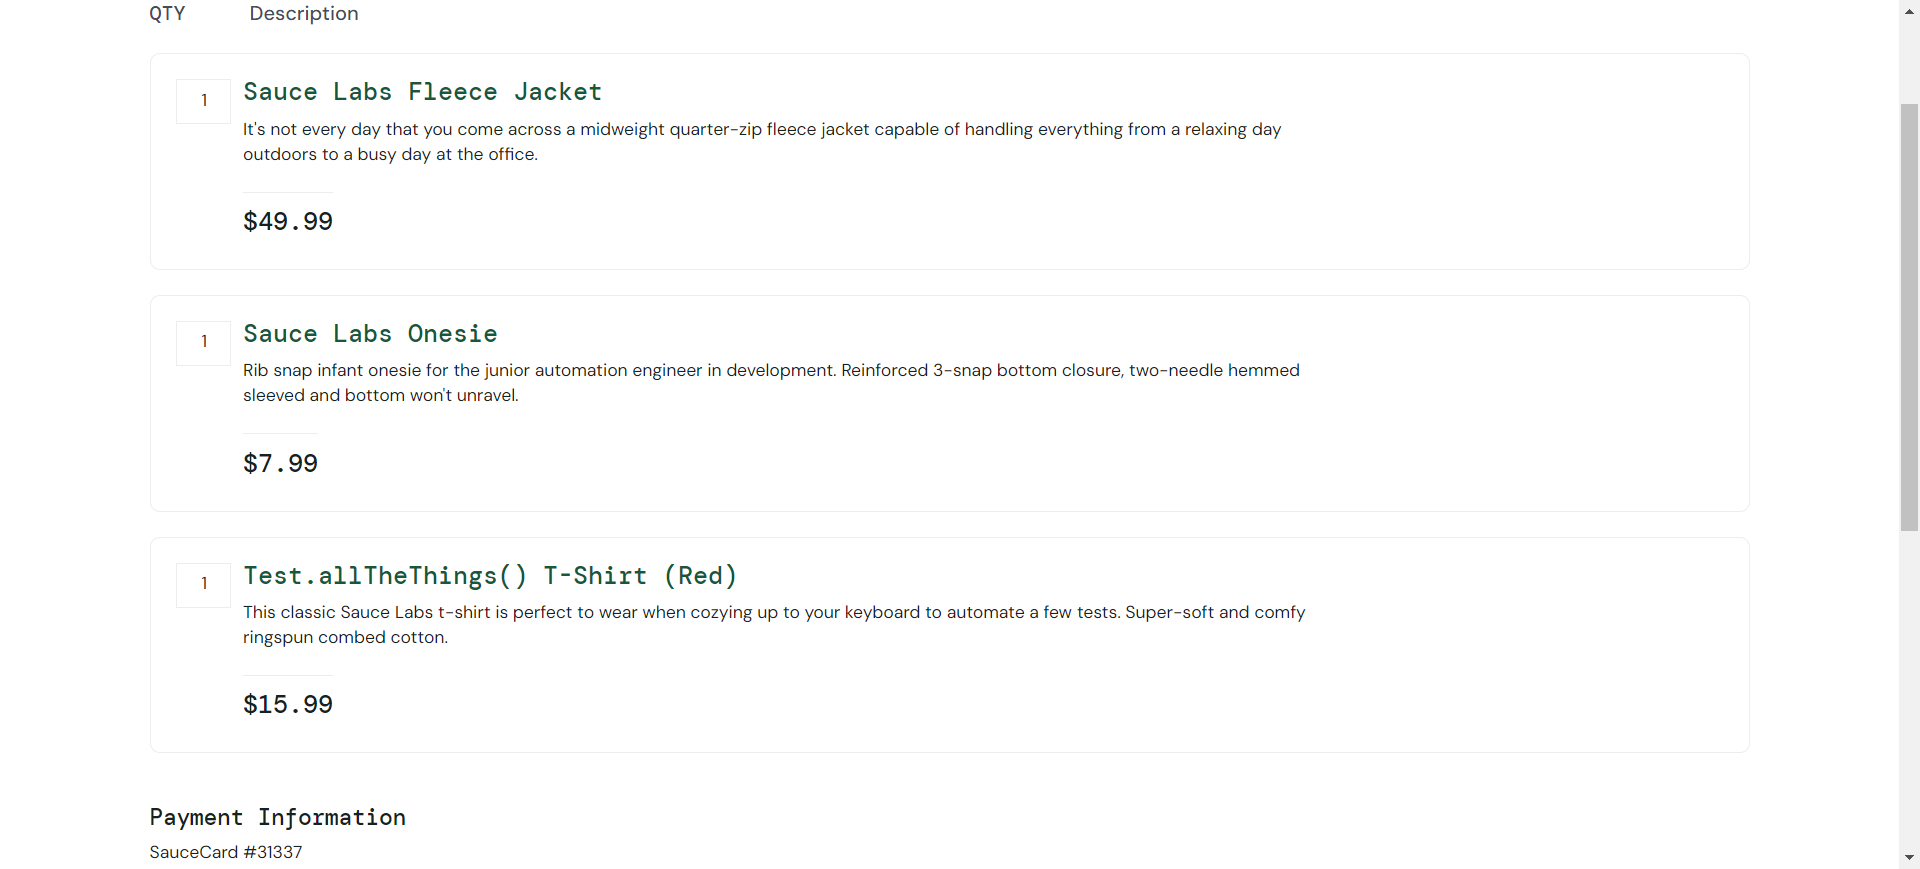 QTY Description
1 Sauce Labs Fleece Jacket
It's not every day that you come across a midweight quarter-zip fleece jacket capable of handling everything from a relaxing day
outdoors to a busy day at the office.
$49.99
1 Sauce Labs Onesie
Rib snap infant onesie for the junior automation engineer in development. Reinforced 3-snap bottom closure, two-needle hemmed
sleeved and bottom won't unravel.
$7.99
1 Test.allTheThings() T-Shirt (Red)
This classic Sauce Labs t-shirt is perfect to wear when cozying up to your keyboard to automate a few tests. Super-soft and comfy
ringspun combed cotton.
$15.99
Payment Information
SauceCard #31337